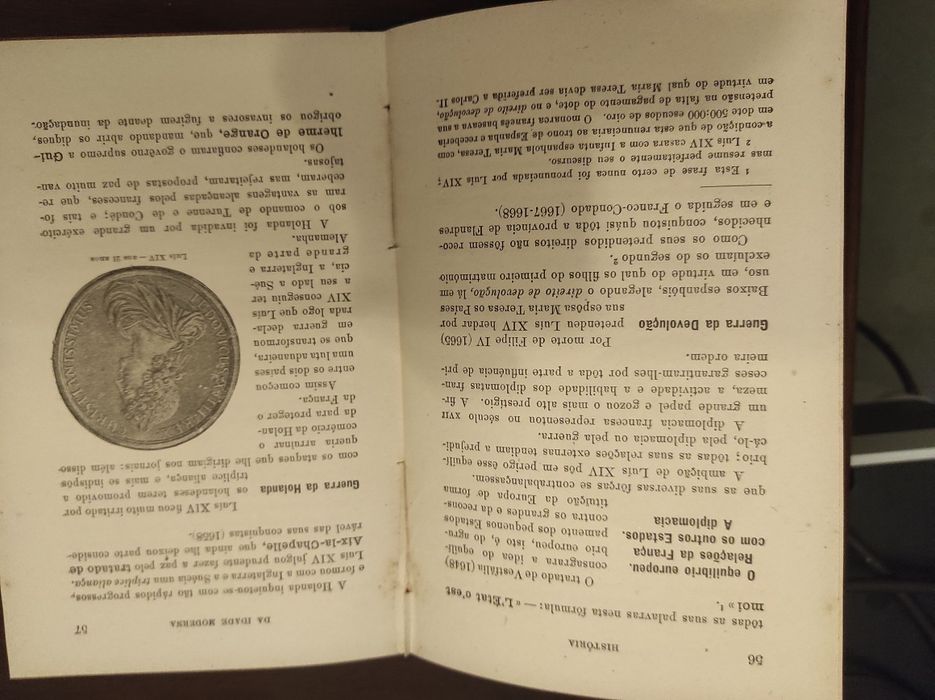 56
HISTÓRIA
tôdas as suas palavras nesta fórmula: — «L'État c'est
moi» ¹.
O equilíbrio europeu.
Relações da França
com os outros Estados.
A diplomacia
O tratado de Vestfália (1648)
consagrara a ideia do equilí-
brio europeu, isto é, do agru-
pamento dos pequenos Estados
contra os grandes e da recons-
tituição da Europa de forma
que as suas diversas fôrças se contrabalançassem.
A ambição de Luís XIV pôs em perigo êsse equilí-
brio; tôdas as suas relações externas tendiam a prejudi-
cá-lo, pela diplomacia ou pela guerra.
A diplomacia francesa representou no século XVII
um grande papel e gozou o mais alto prestígio. A fir-
meza, a actividade e a habilidade dos diplomatas fran-
ceses garantiram-lhes por tôda a parte influência de pri-
meira ordem.
Guerra da Devolução
Por morte de Filipe IV (1665)
pretendeu Luís XIV herdar por
sua espôsa Maria Teresa os Países
Baixos espanhóis, alegando o direito de devolução, lá em
uso, em virtude do qual os filhos do primeiro matrimónio
excluíam os do segundo ².
Como os seus pretendidos direitos não fôssem reco-
nhecidos, conquistou quási tôda a província de Flandres
e em seguida o Franco-Condado (1667-1668).
¹ Esta frase de certo nunca foi pronunciada por Luís XIV;
mas resume perfeitamente o seu discurso.
² Luís XIV casara com a Infanta espanhola Maria Teresa, com
a-condição de que esta renunciaria ao trono de Espanha e receberia
em dote 500:000 escudos de oiro. O monarca francês baseava a sua
pretensão na falta de pagamento do dote, e no direito de devolução,
em virtude do qual Maria Teresa devia ser preferida a Carlos II.
DA IDADE MODERNA
57
A Holanda inquietou-se com tão rápidos progressos,
e formou com a Inglaterra e a Suécia uma tríplice aliança.
Luís XIV julgou prudente fazer a paz pelo tratado de
Aix-la-Chapelle, que ainda lhe deixou parte conside-
rável das suas conquistas (1658).
Guerra da Holanda
Luís XIV ficou muito irritado por
os holandeses terem promovido a
tríplice aliança, e mais se indispôs
com os ataques que lhe dirigiam nos jornais: além disso
queria arruinar o
comércio da Holan-
da para proteger o
da França.
Assim começou
entre os dois países
uma luta aduaneira,
que se transformou
em guerra decla-
rada logo que Luís
XIV conseguiu ter
a seu lado a Sué-
cia, a Inglaterra e
grande parte da
Alemanha.
LVDOVICVS XIIII
CHRISTIANISSIMVS
Luís XIV — aos 21 anos
A Holanda foi invadida por um grande exército
sob o comando de Turenne e de Condé; e tais fo-
ram as vantagens alcançadas pelos franceses, que re-
ceberam, mas rejeitaram, propostas de paz muito van-
tajosas.
Os holandeses confiaram o govêrno supremo a Gui-
lherme de Orange, que, mandando abrir os diques,
obrigou os invasores a fugirem deante da inundação.